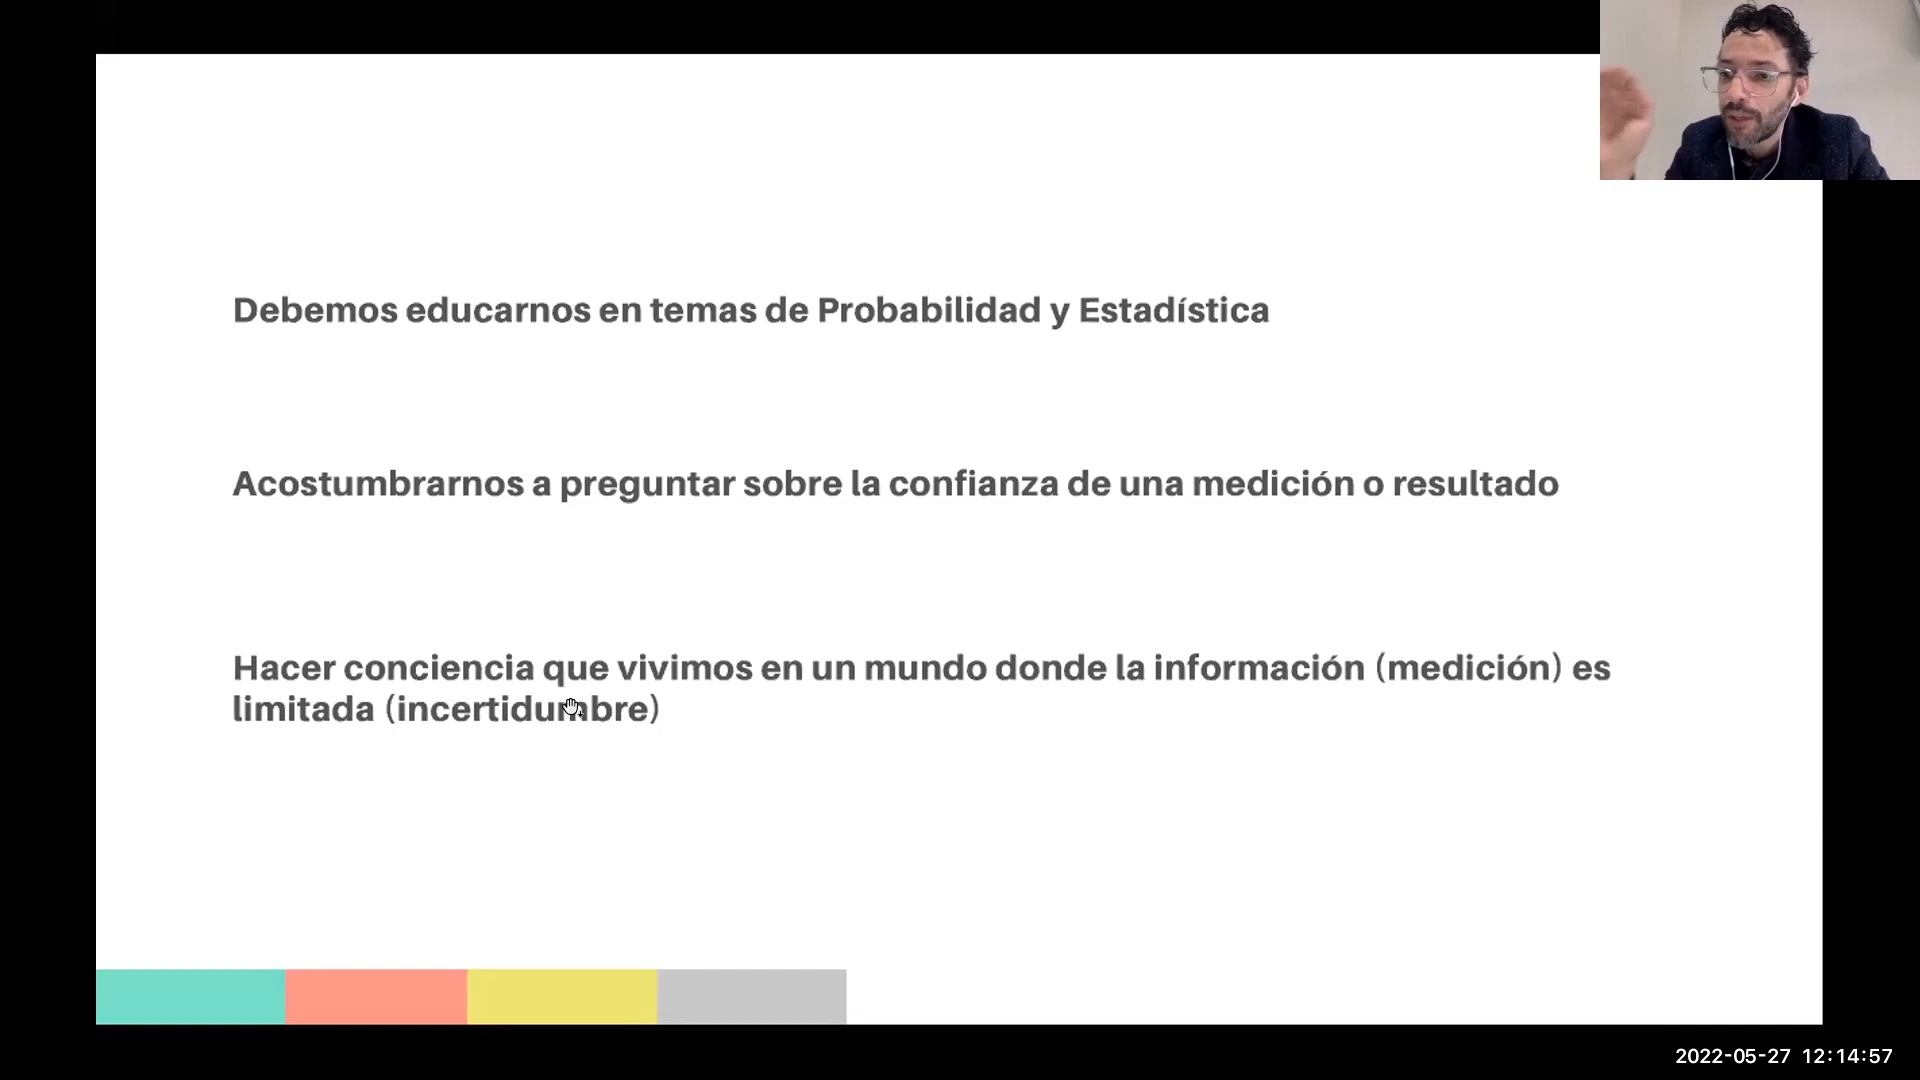 Debemos educarnos en temas de Probabilidad y Estadística
Acostumbrarnos a preguntar sobre la confianza de una medición o resultado
Hacer conciencia que vivimos en un mundo donde la información (medición) es
limitada (incertidumbre)
2022-05-27 12:14:57